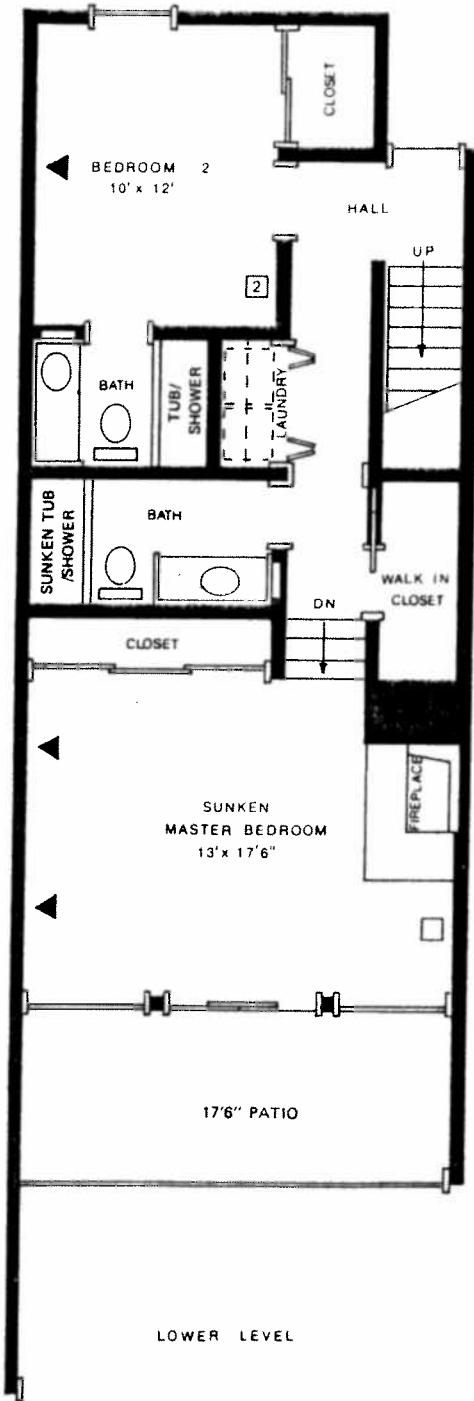 CLOSET
BEDROOM 2
10' x 12'
HALL
UP
2
BATH
TUB/
SHOWER
LAUNDRY
SUNKEN TUB
/SHOWER
BATH
WALK IN
CLOSET
DN
CLOSET
FIREPLACE
SUNKEN
MASTER BEDROOM
13' x 17'6"
17'6" PATIO
LOWER LEVEL